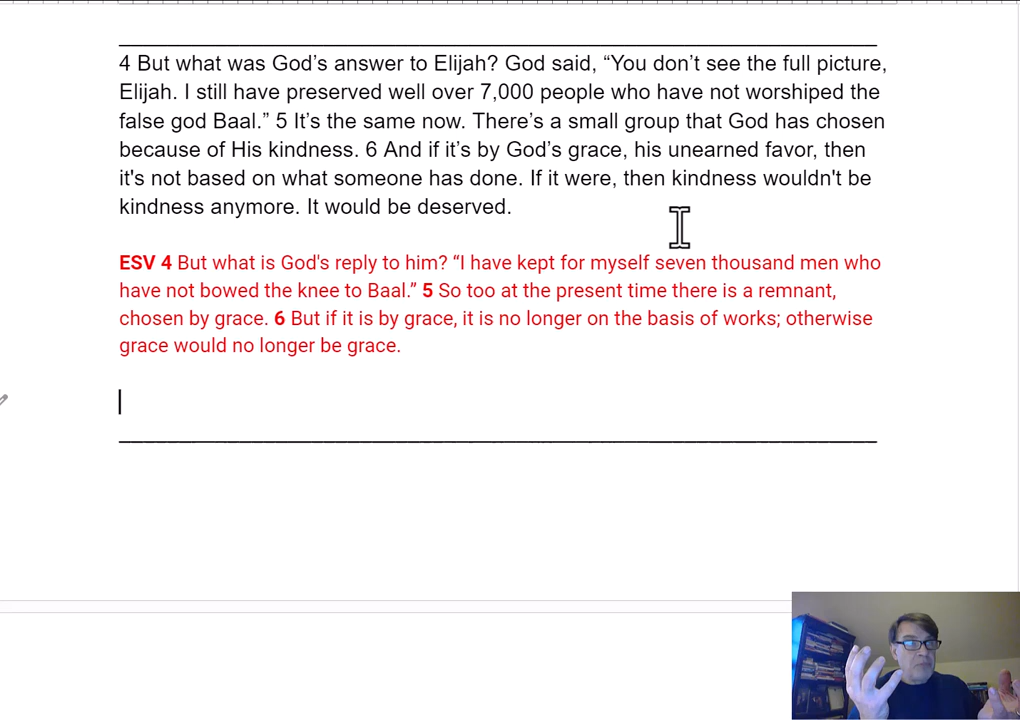 4 But what was God’s answer to Elijah? God said, “You don’t see the full picture,
Elijah. I still have preserved well over 7,000 people who have not worshiped the
false god Baal.” 5 It’s the same now. There’s a small group that God has chosen
because of His kindness. 6 And if it’s by God’s grace, his unearned favor, then
it's not based on what someone has done. If it were, then kindness wouldn't be
kindness anymore. It would be deserved.
ESV 4 But what is God's reply to him? “I have kept for myself seven thousand men who
have not bowed the knee to Baal.” 5 So too at the present time there is a remnant,
chosen by grace. 6 But if it is by grace, it is no longer on the basis of works; otherwise
grace would no longer be grace.